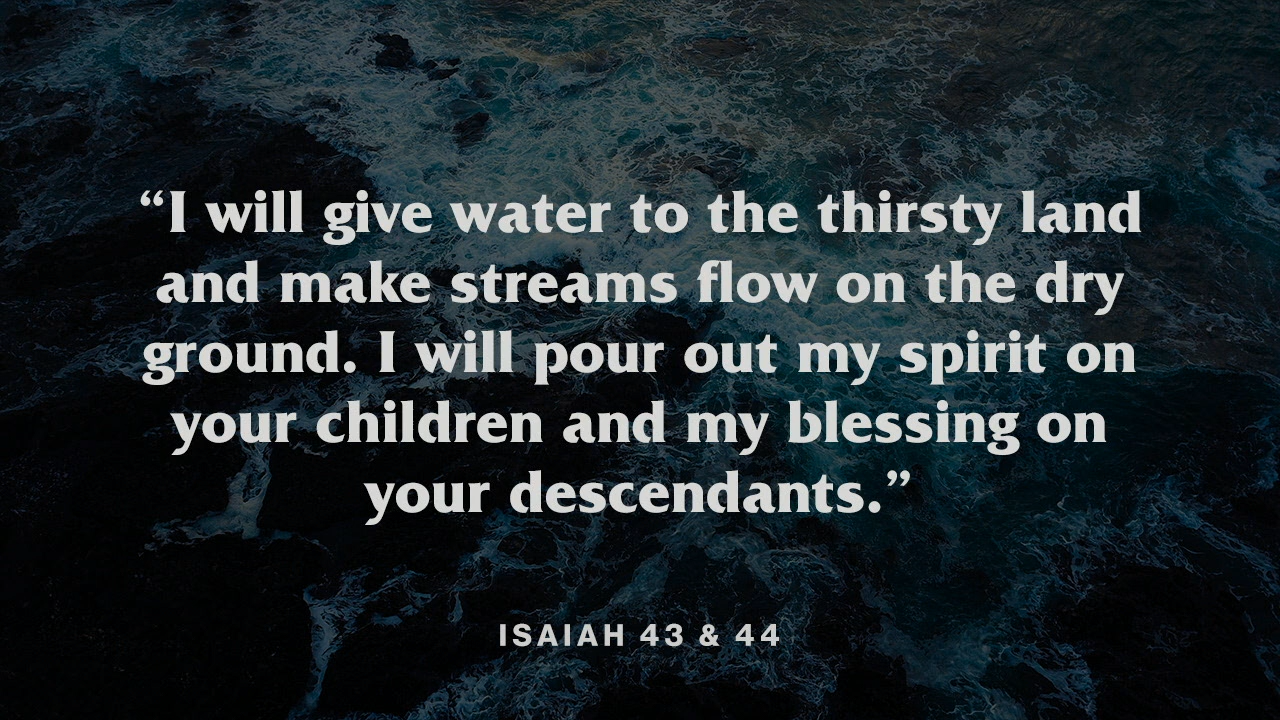 “I will give water to the thirsty land
and make streams flow on the dry
ground. I will pour out my spirit on
your children and my blessing on
your descendants.”
ISAIAH 43 & 44